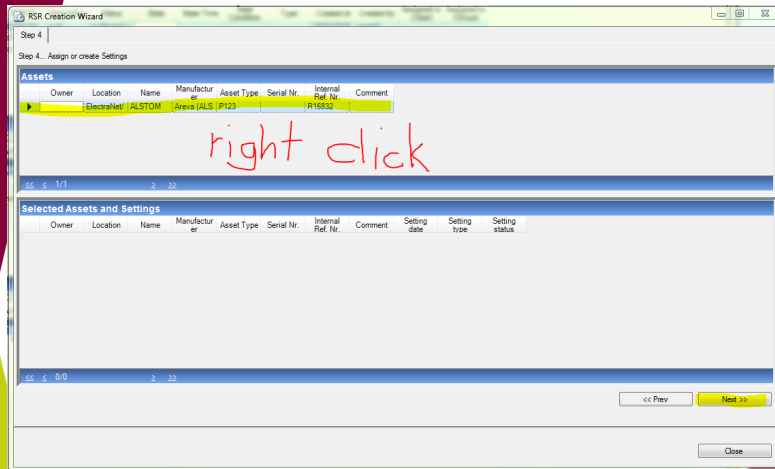 RSR Creation Wizard
Step 4
Step 4... Assign or create Settings
Assets
Owner Location Name Manufacturer Asset Type Serial Nr. Internal Ref. Nr. Comment
ElectraNet/ ALSTOM Areva (ALS P123 R16832
right click
<< < 1/1 > >>
Selected Assets and Settings
Owner Location Name Manufacturer Asset Type Serial Nr. Internal Ref. Nr. Comment Setting date Setting type Setting status
<< < 0/0 > >>
<< Prev Next >>
Close